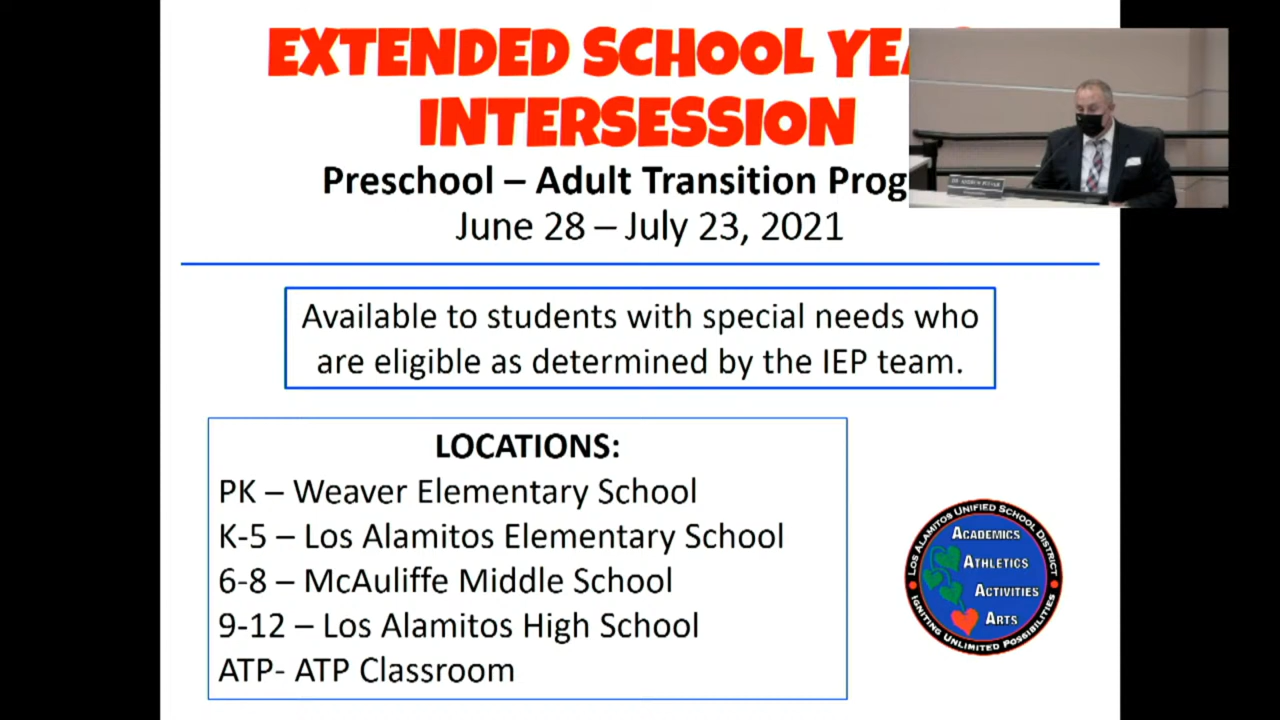 EXTENDED SCHOOL YEA
INTERSESSION
Preschool – Adult Transition Prog
June 28 – July 23, 2021
Available to students with special needs who
are eligible as determined by the IEP team.
LOCATIONS:
PK – Weaver Elementary School
K-5 – Los Alamitos Elementary School
6-8 – McAuliffe Middle School
9-12 – Los Alamitos High School
ATP- ATP Classroom
LOS ALAMITOS UNIFIED SCHOOL DISTRICT
ACADEMICS
ATHLETICS
ACTIVITIES
ARTS
IGNITING UNLIMITED POSSIBILITIES